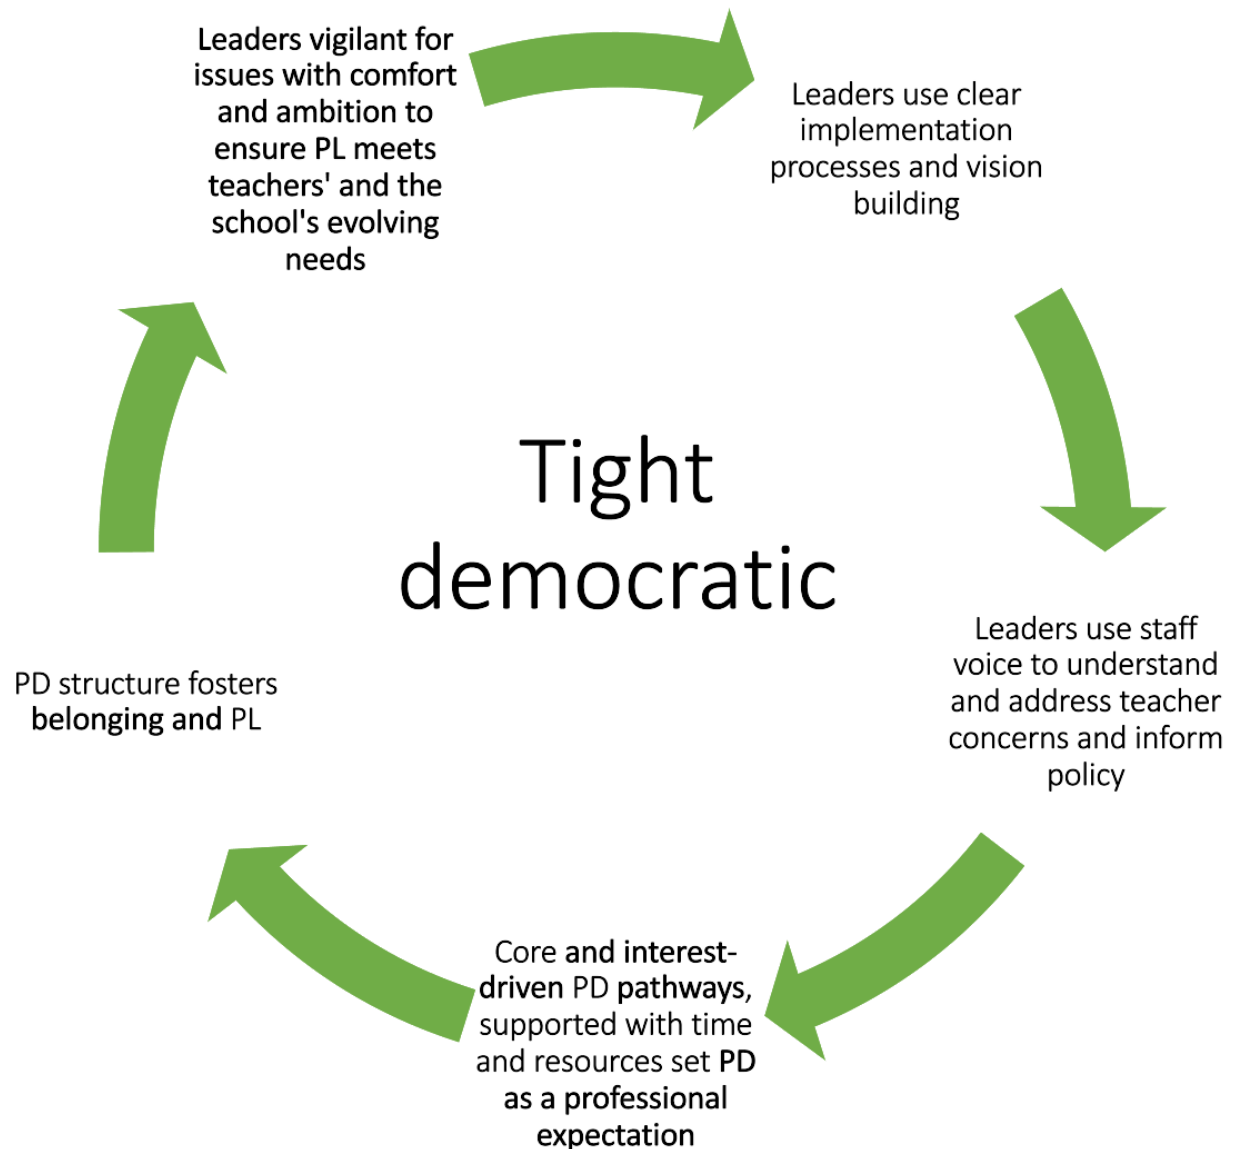 Leaders vigilant for
issues with comfort
and ambition to
ensure PL meets
teachers' and the
school's evolving
needs
Leaders use clear
implementation
processes and vision
building
Tight
democratic
Leaders use staff
voice to understand
and address teacher
concerns and inform
policy
PD structure fosters
belonging and PL
Core and interest-
driven PD pathways,
supported with time
and resources set PD
as a professional
expectation